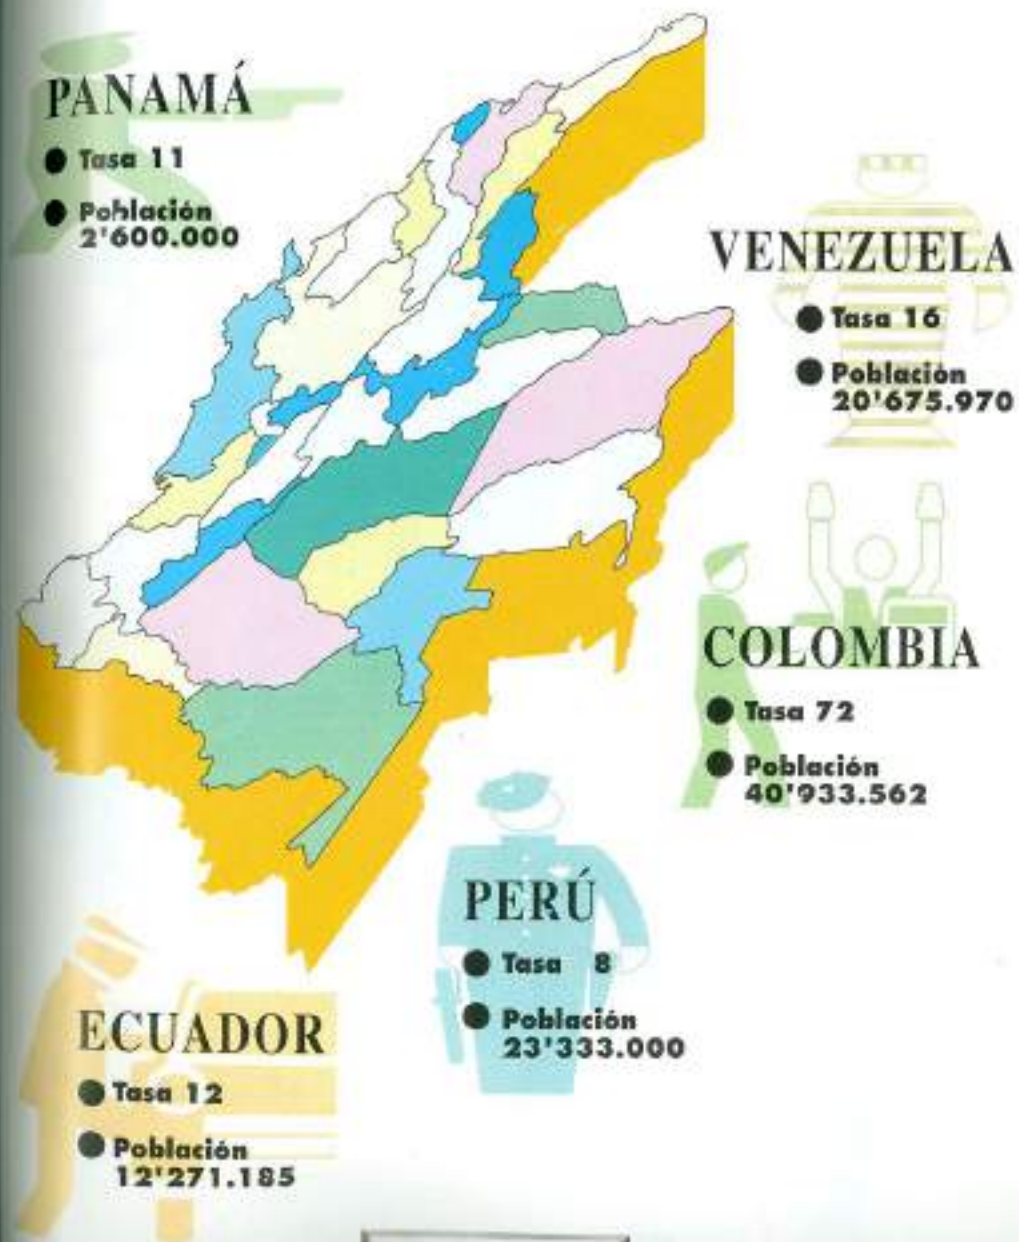 PANAMÁ
Tasa 11
Población
2'600.000
VENEZUELA
Tasa 16
Población
20'675.970
COLOMBIA
Tasa 72
Población
40'933.562
PERÚ
Tasa 8
Población
23'333.000
ECUADOR
Tasa 12
Población
12'271.185